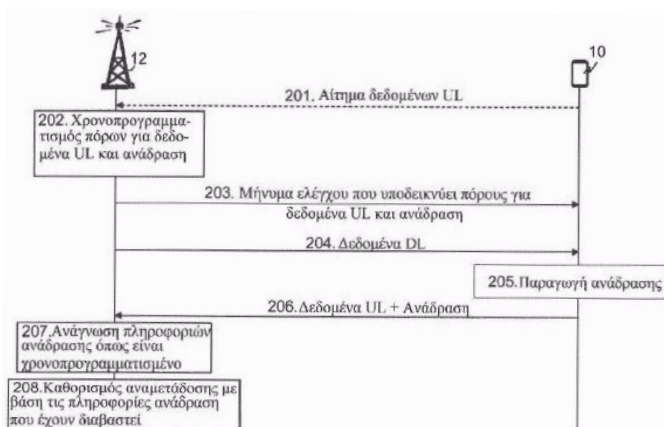 12
10
201. Αίτημα δεδομένων UL
202. Χρονοπρογραμμα-
τισμός πόρων για δεδο-
μένα UL και ανάδραση
203. Μήνυμα ελέγχου που υποδεικνύει πόρους για
δεδομένα UL και ανάδραση
204. Δεδομένα DL
205.Παραγωγή ανάδρασης
206.Δεδομένα UL + Ανάδραση
207.Ανάγνωση πληροφοριών
ανάδρασης όπως είναι
χρονοπρογραμματισμένο
208.Καθορισμός αναμετάδοσης με
βάση τις πληροφορίες ανάδραση
που έχουν διαβαστεί